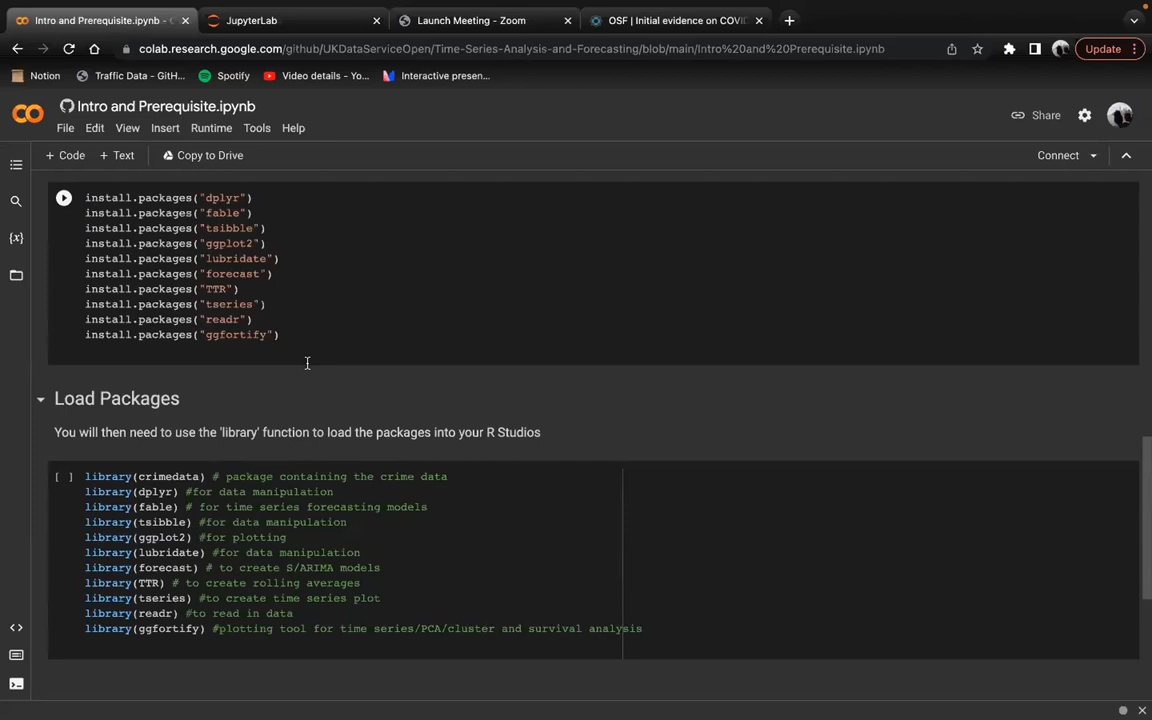 Intro and Prerequisite.ipynb -
JupyterLab
Launch Meeting - Zoom
OSF | Initial evidence on COVI
colab.research.google.com/github/UKDataServiceOpen/Time-Series-Analysis-and-Forecasting/blob/main/Intro%20and%20Prerequisite.ipynb
Update
Notion
Traffic Data - GitH...
Spotify
Video details - Yo...
Interactive presen...
Intro and Prerequisite.ipynb
Share
File Edit View Insert Runtime Tools Help
+ Code + Text Copy to Drive
Connect
install.packages("dplyr")
install.packages("fable")
install.packages("tsibble")
install.packages("ggplot2")
install.packages("lubridate")
install.packages("forecast")
install.packages("TTR")
install.packages("tseries")
install.packages("readr")
install.packages("ggfortify")
Load Packages
You will then need to use the 'library' function to load the packages into your R Studios
[ ] library(crimedata) # package containing the crime data
library(dplyr) #for data manipulation
library(fable) # for time series forecasting models
library(tsibble) #for data manipulation
library(ggplot2) #for plotting
library(lubridate) #for data manipulation
library(forecast) # to create S/ARIMA models
library(TTR) # to create rolling averages
library(tseries) #to create time series plot
library(readr) #to read in data
library(ggfortify) #plotting tool for time series/PCA/cluster and survival analysis